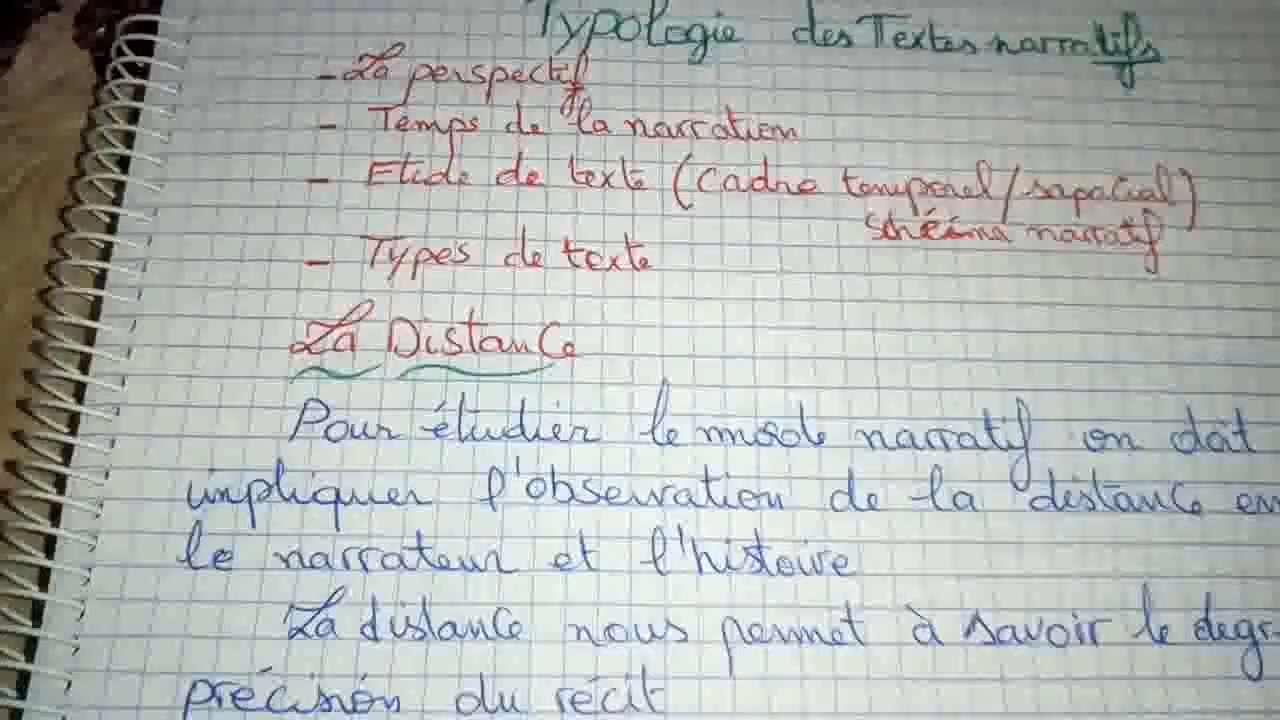 Typologie des Textes narratifs
- La perspectif
- Temps de la narration
- Etide de texte (Cadre temporel/sapacial)
schéma narratif
- Types de texte
La Distance
Pour étudier le mode narratif on doit
impliquer l'observation de la distance en
le narrateur et l'histoire
La distance nous permet à savoir le degr
précision du récit